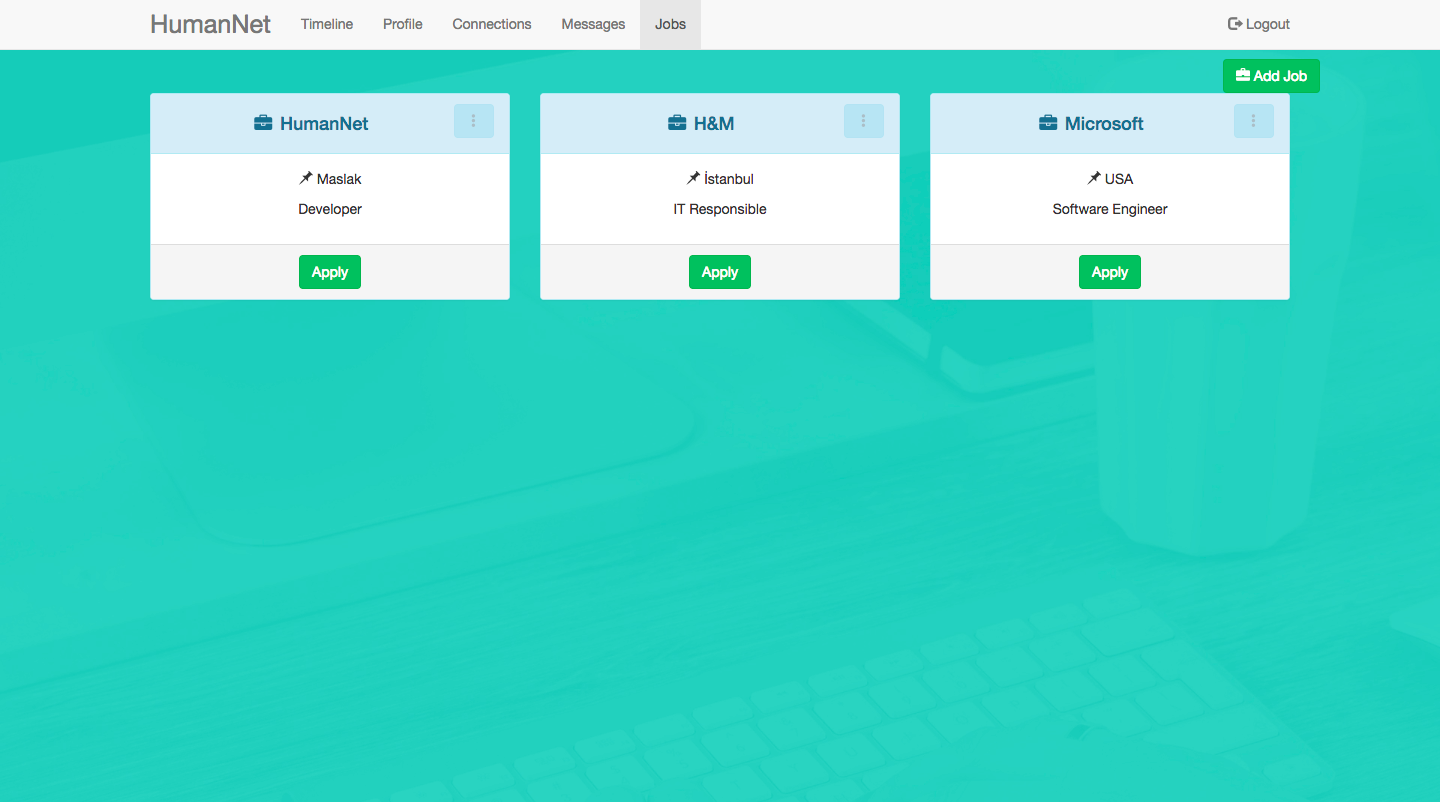 HumanNet Timeline Profile Connections Messages Jobs Logout
Add Job
HumanNet
Maslak
Developer
Apply
H&M
İstanbul
IT Responsible
Apply
Microsoft
USA
Software Engineer
Apply